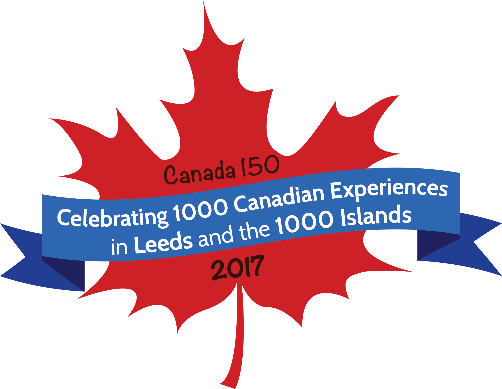 Canada 150
Celebrating 1000 Canadian Experiences
in Leeds and the 1000 Islands
2017